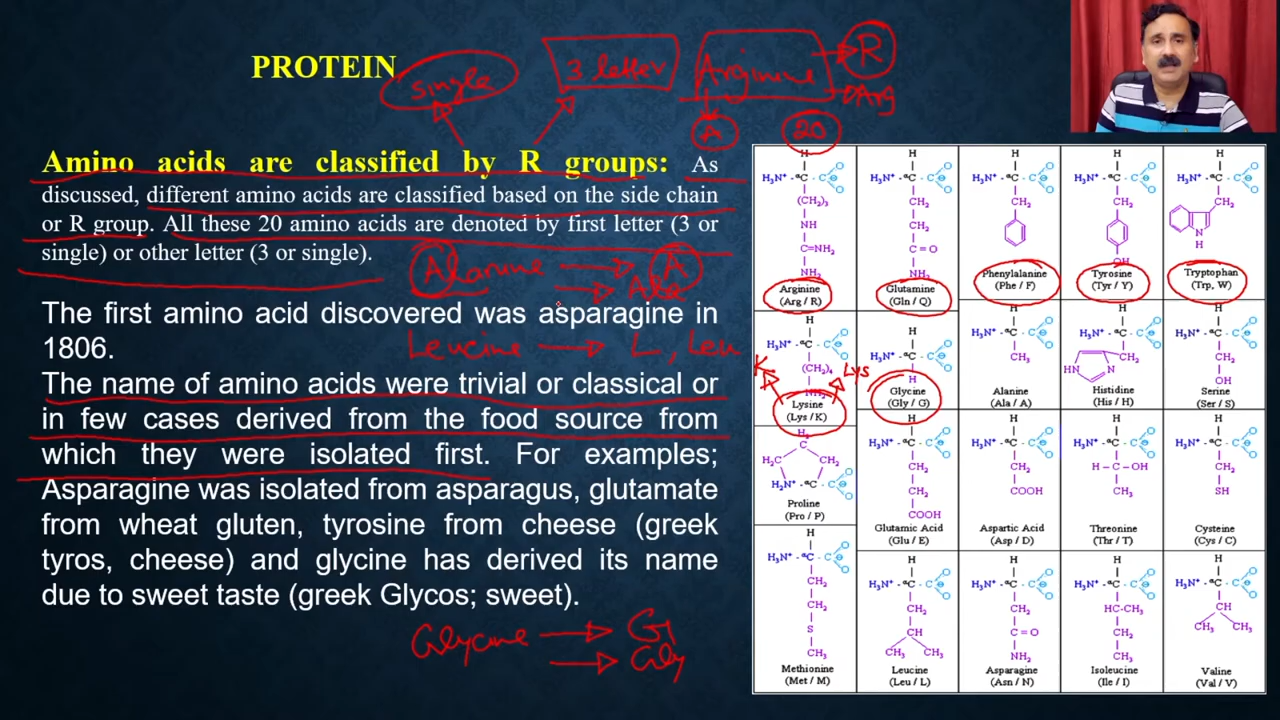 PROTEIN
single
3 letter
Arginine
R
Arg
A
20
Amino acids are classified by R groups: As
discussed, different amino acids are classified based on the side chain
or R group. All these 20 amino acids are denoted by first letter (3 or
single) or other letter (3 or single).
Alanine A
Ala
The first amino acid discovered was asparagine in
1806.
Leucine L, Leu
The name of amino acids were trivial or classical or
in few cases derived from the food source from
which they were isolated first. For examples;
Asparagine was isolated from asparagus, glutamate
from wheat gluten, tyrosine from cheese (greek
tyros, cheese) and glycine has derived its name
due to sweet taste (greek Glycos; sweet).
Glycine G
Gly
Arginine
(Arg / R)
Glutamine
(Gln / Q)
Phenylalanine
(Phe / F)
Tyrosine
(Tyr / Y)
Tryptophan
(Trp, W)
K
Lys
Lysine
(Lys / K)
Glycine
(Gly / G)
Alanine
(Ala / A)
Histidine
(His / H)
Serine
(Ser / S)
Proline
(Pro / P)
Glutamic Acid
(Glu / E)
Aspartic Acid
(Asp / D)
Threonine
(Thr / T)
Cysteine
(Cys / C)
Methionine
(Met / M)
Leucine
(Leu / L)
Asparagine
(Asn / N)
Isoleucine
(Ile / I)
Valine
(Val / V)